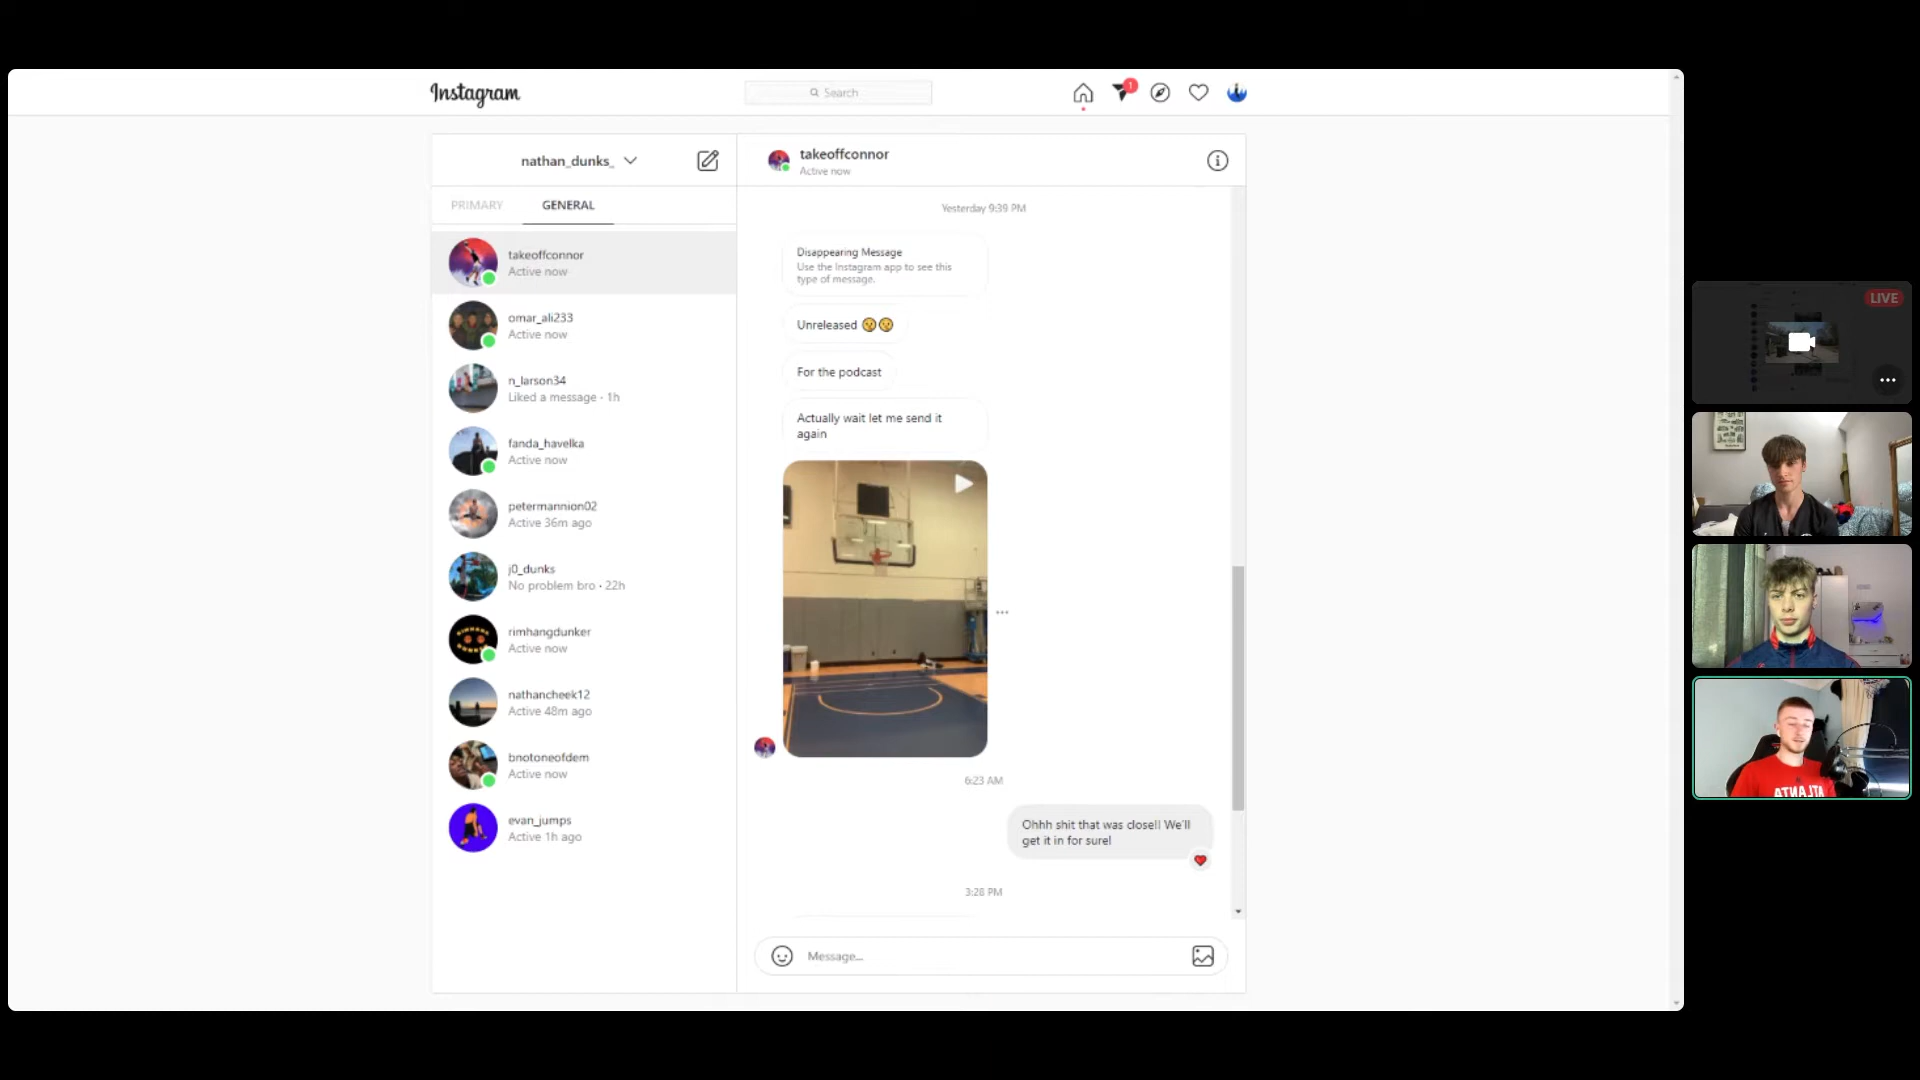 Instagram
Search
1
nathan_dunks_
PRIMARY
GENERAL
takeoffconnor
Active now
omar_ali233
Active now
n_larson34
Liked a message · 1h
fanda_havelka
Active now
petermannion02
Active 36m ago
j0_dunks
No problem bro · 22h
rimhangdunker
Active now
nathancheek12
Active 48m ago
bnotoneofdem
Active now
evan_jumps
Active 1h ago
takeoffconnor
Active now
Yesterday 9:39 PM
Disappearing Message
Use the Instagram app to see this
type of message.
Unreleased 😗😗
For the podcast
Actually wait let me send it
again
6:23 AM
Ohhh shit that was close!! We'll
get it in for sure!
3:28 PM
Message...
LIVE
ATLANTA